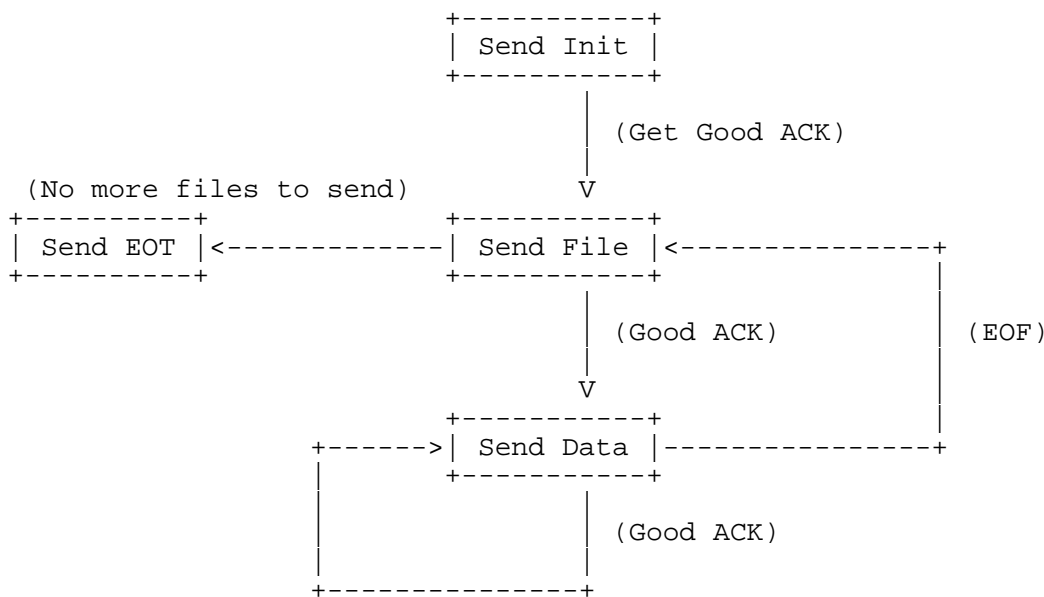 Send Init
(Get Good ACK)
(No more files to send)
Send EOT
Send File
(Good ACK)
(EOF)
Send Data
(Good ACK)